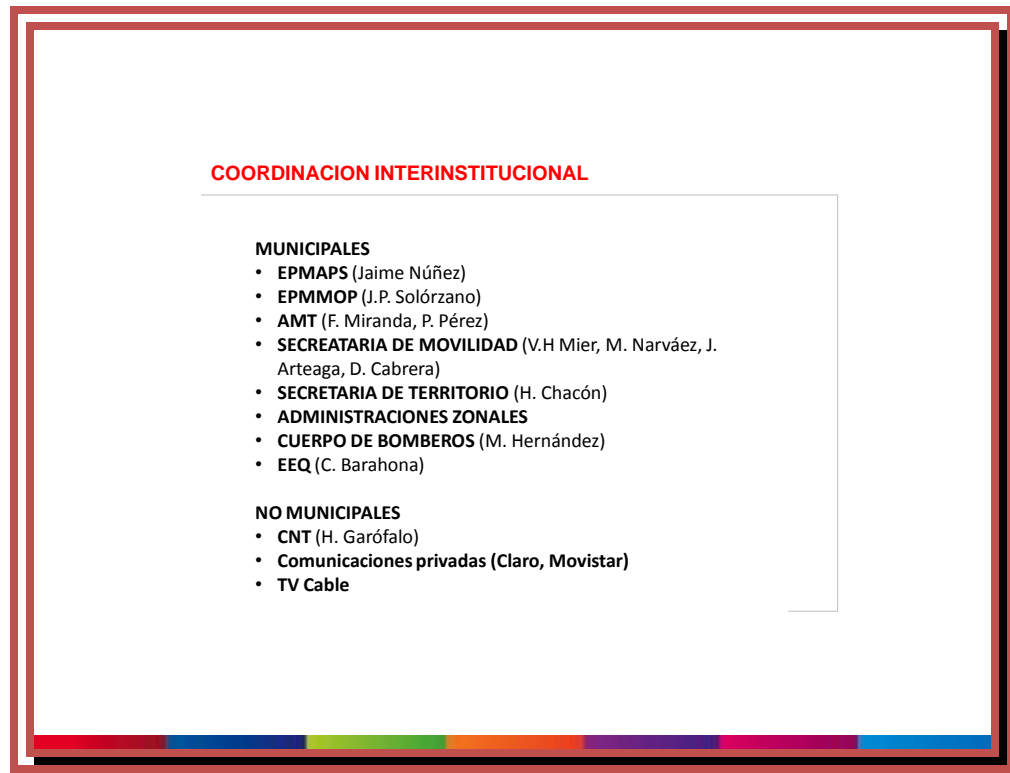 COORDINACION INTERINSTITUCIONAL
MUNICIPALES
• EPMAPS (Jaime Núñez)
• EPMMOP (J.P. Solórzano)
• AMT (F. Miranda, P. Pérez)
• SECREATARIA DE MOVILIDAD (V.H Mier, M. Narváez, J.
Arteaga, D. Cabrera)
• SECRETARIA DE TERRITORIO (H. Chacón)
• ADMINISTRACIONES ZONALES
• CUERPO DE BOMBEROS (M. Hernández)
• EEQ (C. Barahona)
NO MUNICIPALES
• CNT (H. Garófalo)
• Comunicaciones privadas (Claro, Movistar)
• TV Cable